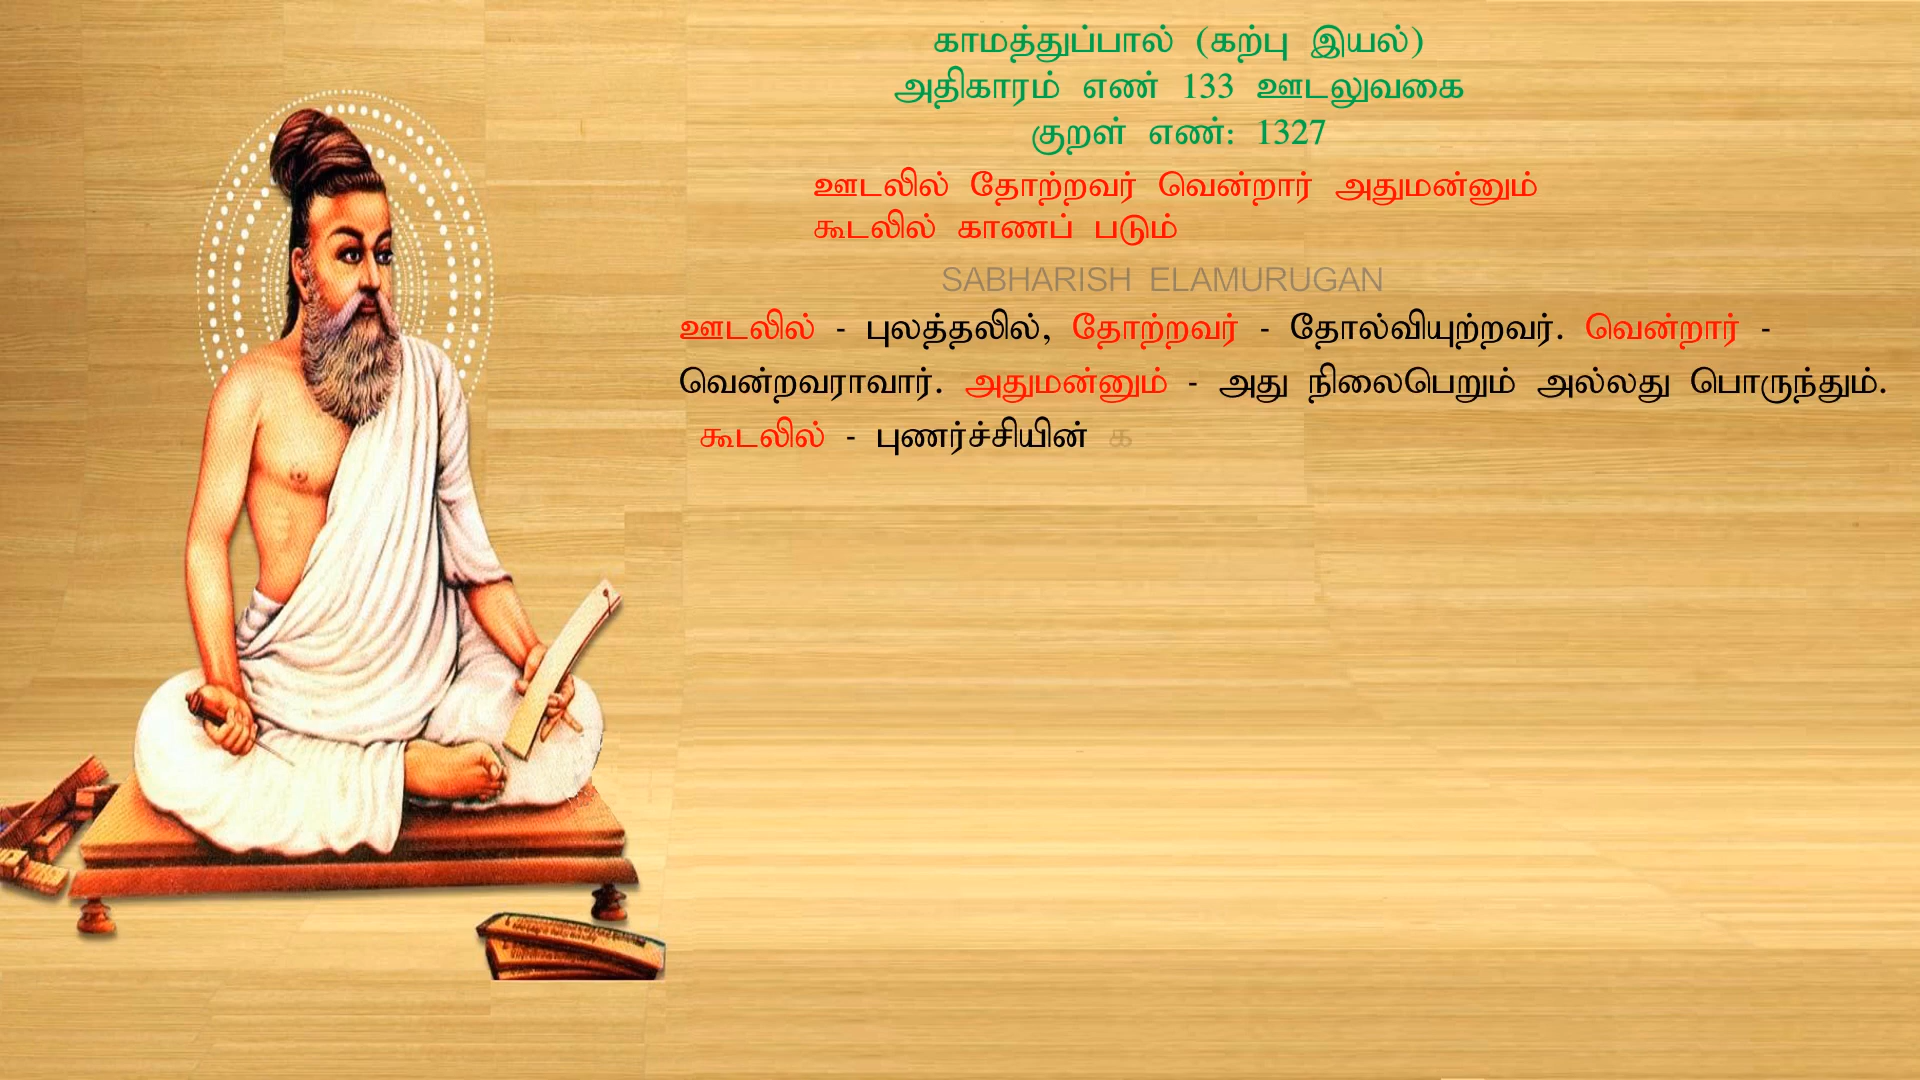 காமத்துப்பால் (கற்பு இயல்)
அதிகாரம் எண் 133 ஊடலுவகை
குறள் எண்: 1327
ஊடலில் தோற்றவர் வென்றார் அதுமன்னும்
கூடலில் காணப் படும்
SABHARISH ELAMURUGAN
ஊடலில் - புலத்தலில், தோற்றவர் - தோல்வியுற்றவர். வென்றார் -
வென்றவராவார். அதுமன்னும் - அது நிலைபெறும் அல்லது பொருந்தும்.
கூடலில் - புணர்ச்சியின் க